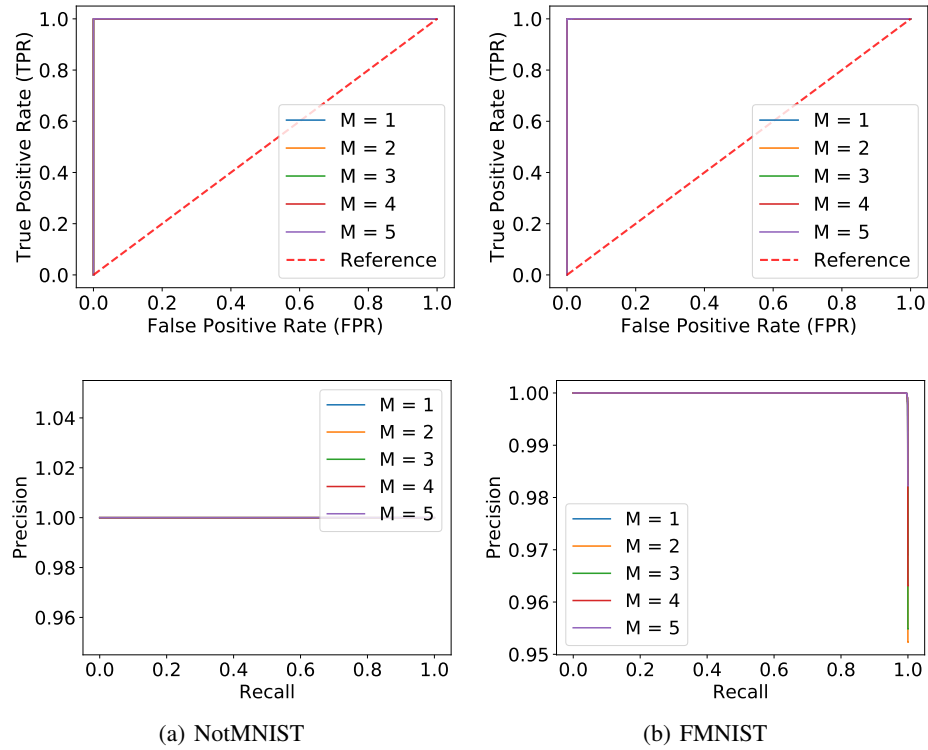 True Positive Rate (TPR)
1.0
0.8
0.6
0.4
0.2
0.0
M = 1
M = 2
M = 3
M = 4
M = 5
Reference
0.0 0.2 0.4 0.6 0.8 1.0
False Positive Rate (FPR)
True Positive Rate (TPR)
1.0
0.8
0.6
0.4
0.2
0.0
M = 1
M = 2
M = 3
M = 4
M = 5
Reference
0.0 0.2 0.4 0.6 0.8 1.0
False Positive Rate (FPR)
Precision
1.04
1.02
1.00
0.98
0.96
M = 1
M = 2
M = 3
M = 4
M = 5
0.0 0.2 0.4 0.6 0.8 1.0
Recall
(a) NotMNIST
Precision
1.00
0.99
0.98
0.97
0.96
0.95
M = 1
M = 2
M = 3
M = 4
M = 5
0.0 0.2 0.4 0.6 0.8 1.0
Recall
(b) FMNIST